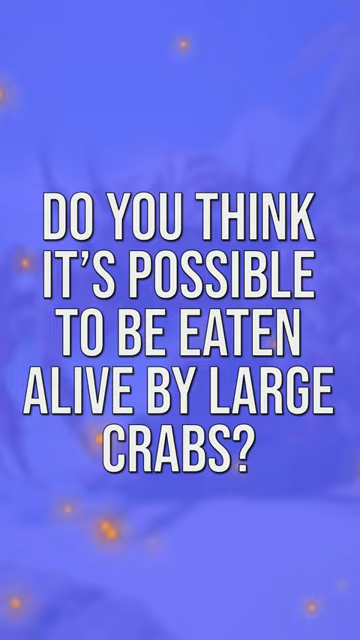 DO YOU THINK
IT’S POSSIBLE
TO BE EATEN
ALIVE BY LARGE
CRABS?